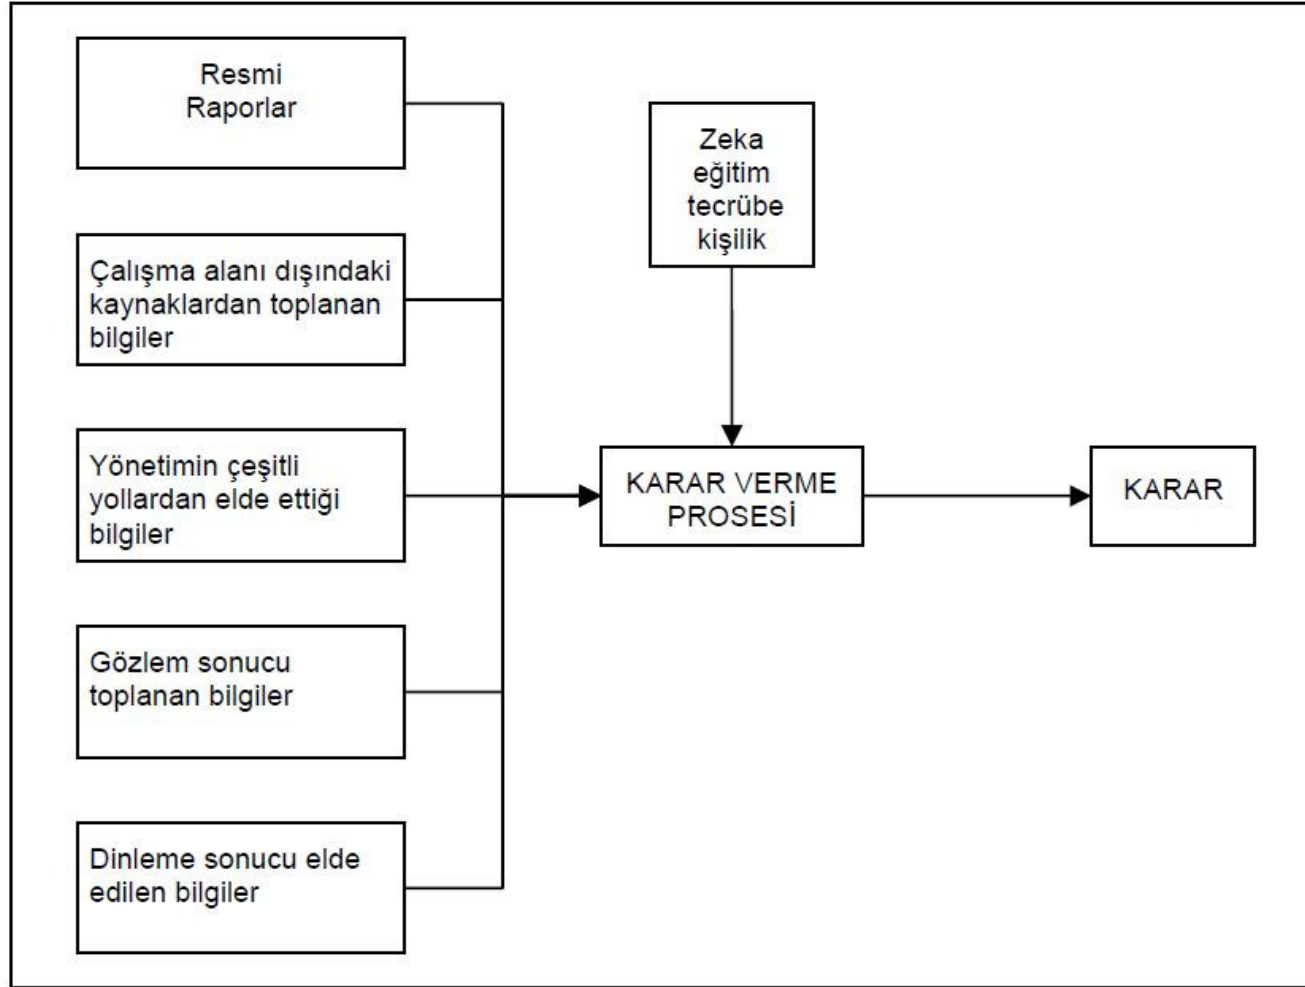 Resmi
Raporlar
Çalışma alanı dışındaki
kaynaklardan toplanan
bilgiler
Yönetimin çeşitli
yollardan elde ettiği
bilgiler
Gözlem sonucu
toplanan bilgiler
Dinleme sonucu elde
edilen bilgiler
Zeka
eğitim
tecrübe
kişilik
KARAR VERME
PROSESİ
KARAR